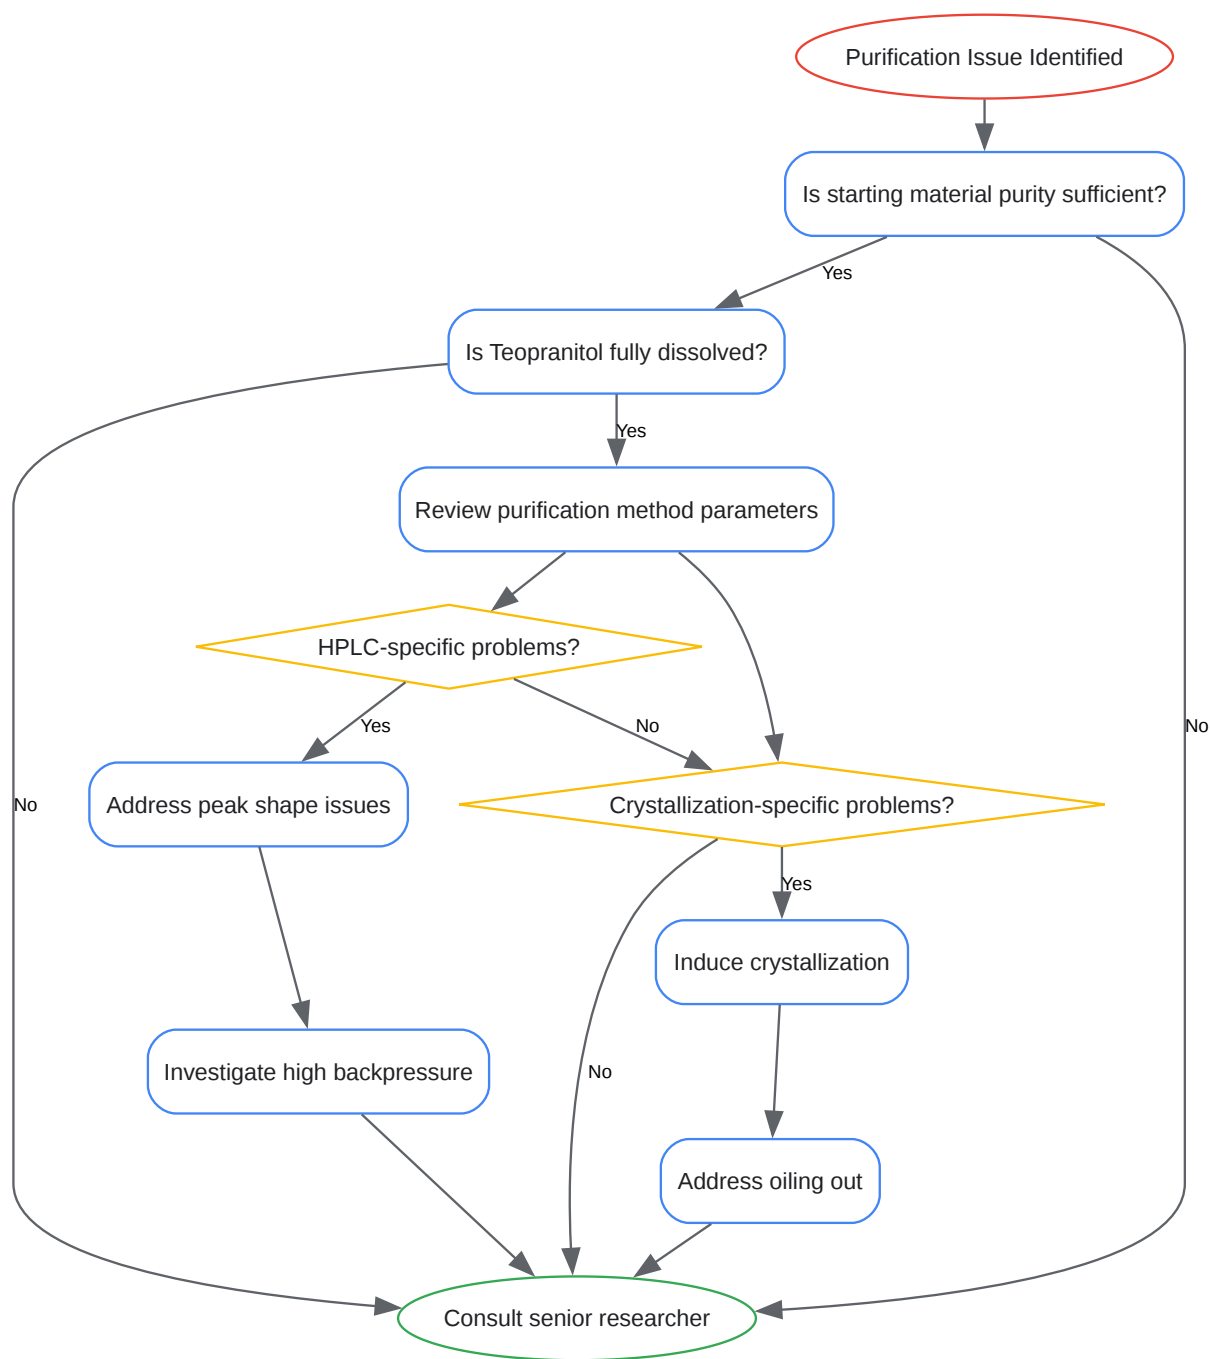 Purification Issue Identified
Is starting material purity sufficient?
Yes
Is Teopranitol fully dissolved?
Yes
Review purification method parameters
HPLC-specific problems?
Yes
No
No
Address peak shape issues
Crystallization-specific problems?
No
Yes
Induce crystallization
Investigate high backpressure
No
Address oiling out
Consult senior researcher